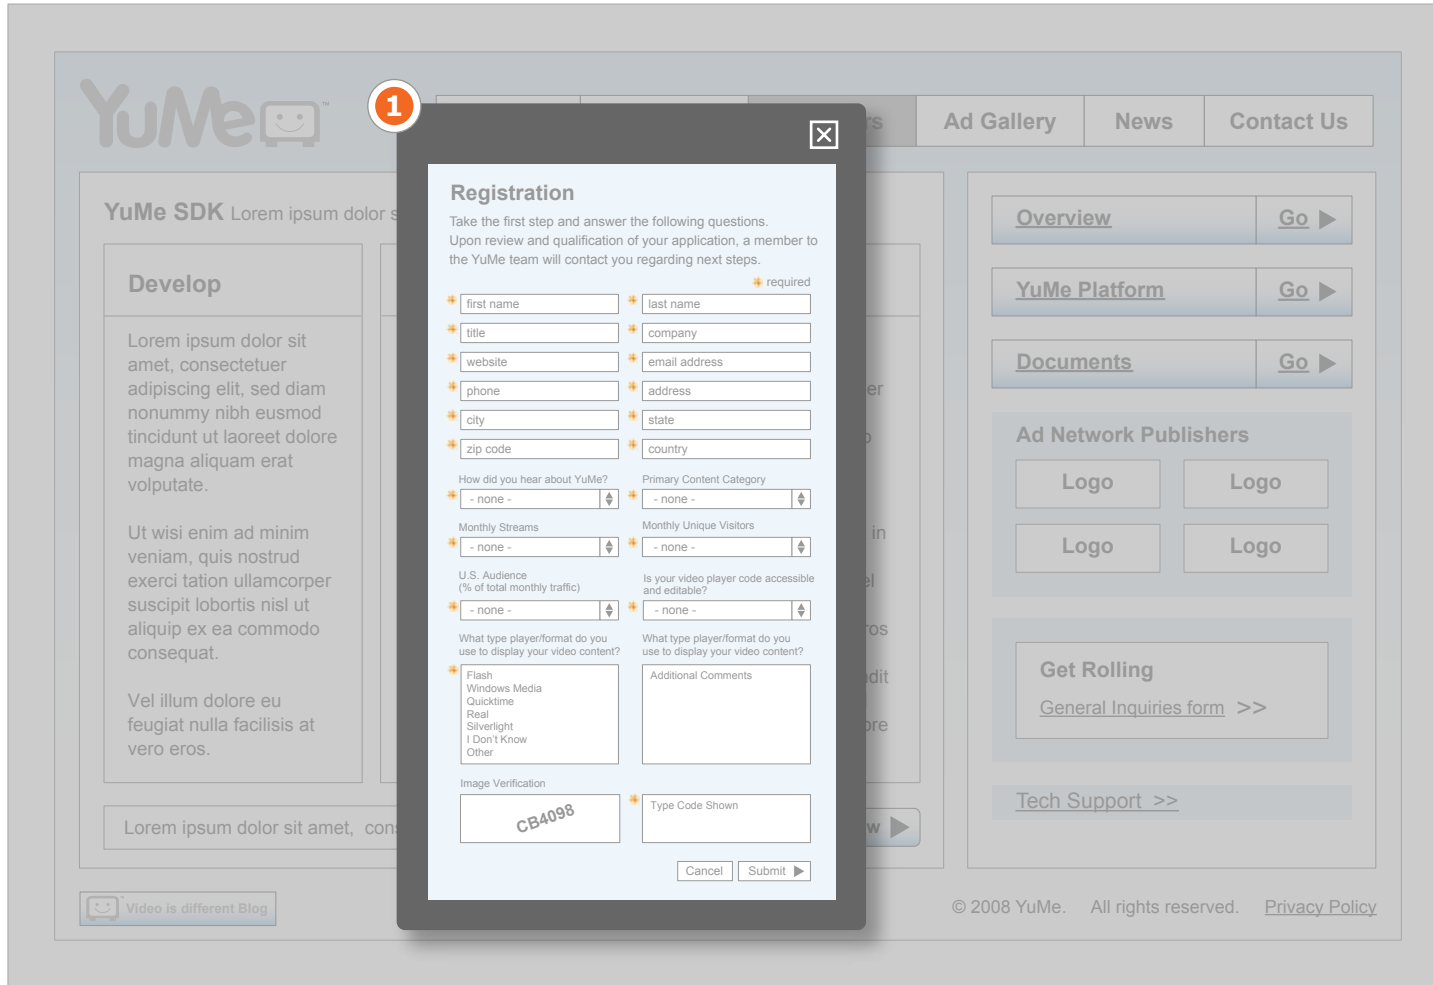 YuMe™
1
rs
Ad Gallery
News
Contact Us
YuMe SDK Lorem ipsum dolor s
Develop
Lorem ipsum dolor sit
amet, consectetuer
adipiscing elit, sed diam
nonummy nibh eusmod
tincidunt ut laoreet dolore
magna aliquam erat
volputate.
Ut wisi enim ad minim
veniam, quis nostrud
exerci tation ullamcorper
suscipit lobortis nisl ut
aliquip ex ea commodo
consequat.
Vel illum dolore eu
feugiat nulla facilisis at
vero eros.
Lorem ipsum dolor sit amet, cons
Registration
Take the first step and answer the following questions.
Upon review and qualification of your application, a member to
the YuMe team will contact you regarding next steps.
required
first name
last name
title
company
website
email address
phone
address
city
state
zip code
country
How did you hear about YuMe?
Primary Content Category
- none -
- none -
Monthly Streams
Monthly Unique Visitors
- none -
- none -
U.S. Audience
(% of total monthly traffic)
Is your video player code accessible
and editable?
- none -
- none -
What type player/format do you
use to display your video content?
What type player/format do you
use to display your video content?
Flash
Windows Media
Quicktime
Real
Silverlight
I Don't Know
Other
Additional Comments
Image Verification
CB4098
Type Code Shown
Cancel
Submit
er
in
el
ros
dit
ore
w
Overview
Go
YuMe Platform
Go
Documents
Go
Ad Network Publishers
Logo
Logo
Logo
Logo
Get Rolling
General Inquiries form >>
Tech Support >>
Video is different Blog
© 2008 YuMe. All rights reserved. Privacy Policy